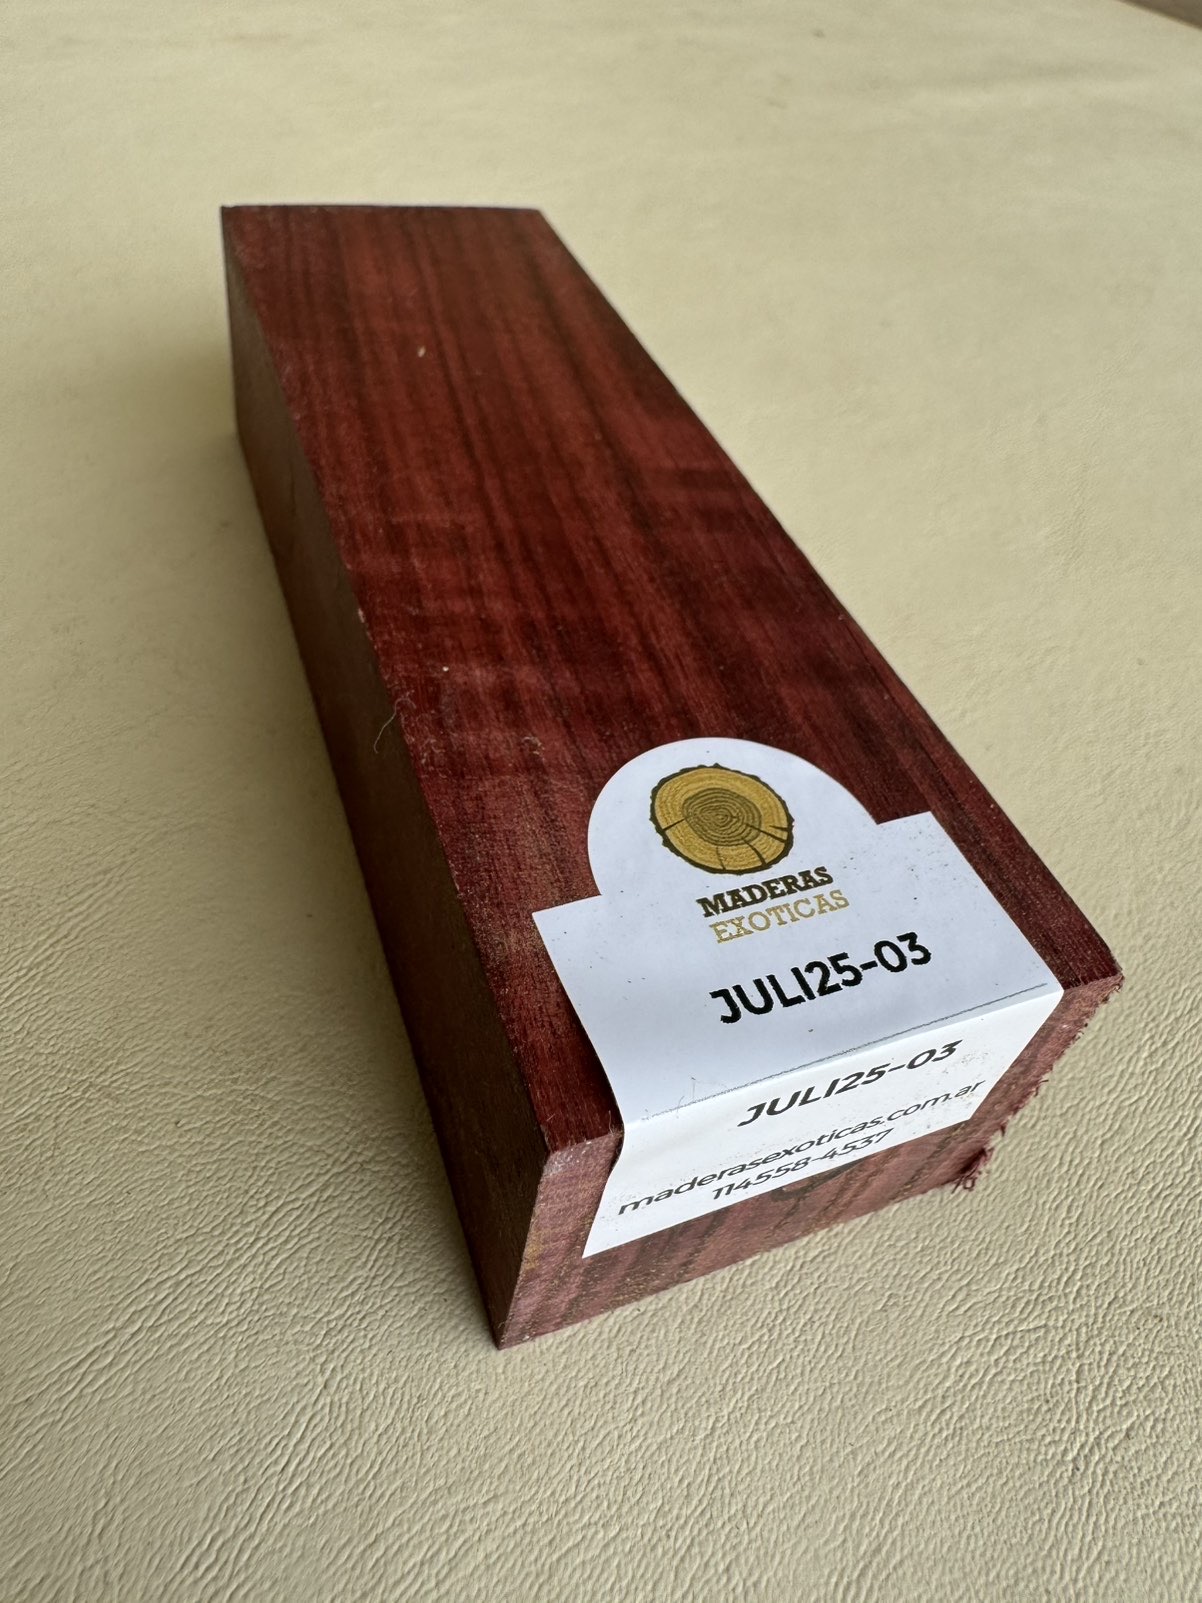 MADERAS
EXOTICAS
JULI25-03
JULI25-03
maderasexoticas.com.ar
114558-4537